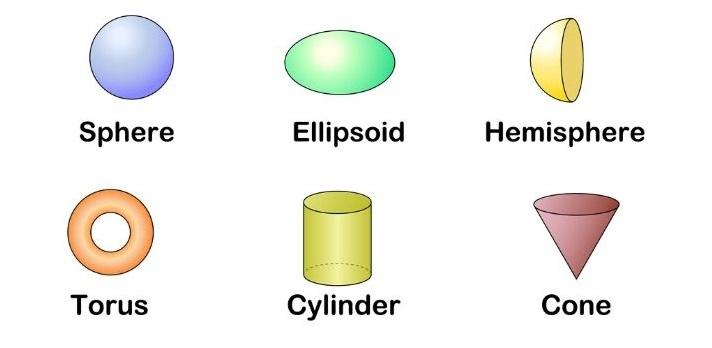 Sphere
Ellipsoid
Hemisphere
Torus
Cylinder
Cone